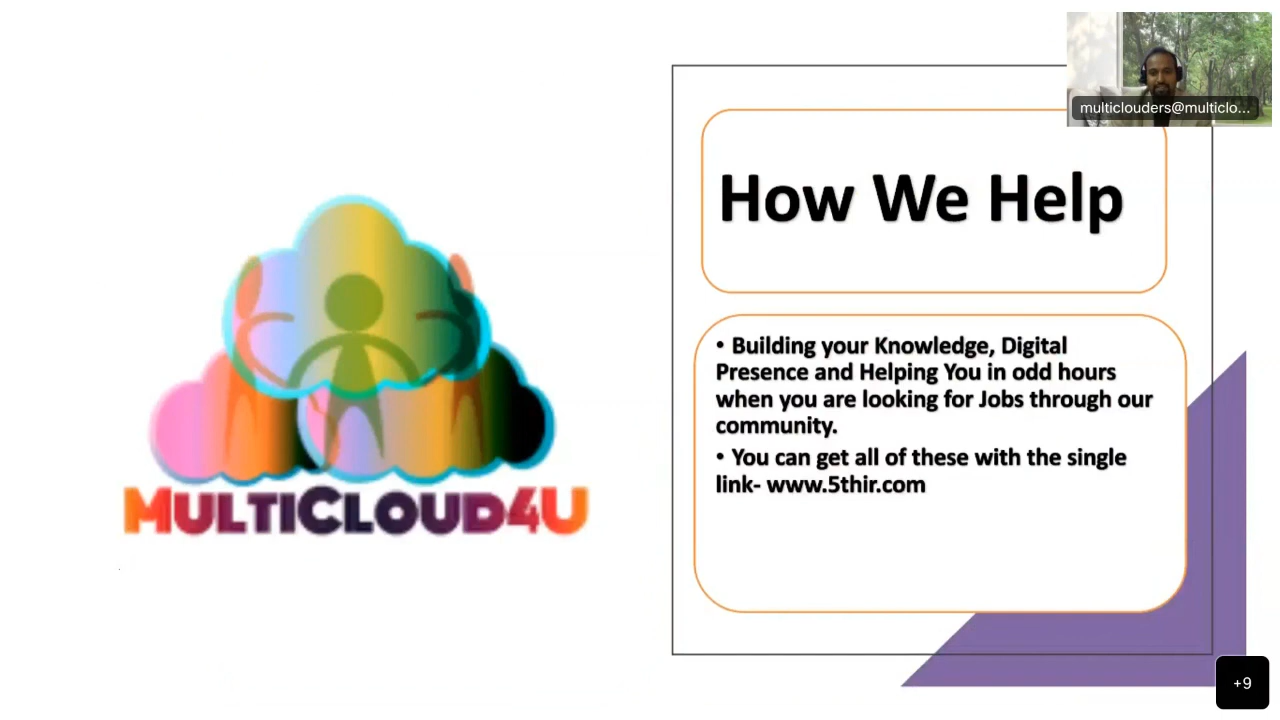 multiclouders@multiclo...
How We Help
• Building your Knowledge, Digital
Presence and Helping You in odd hours
when you are looking for Jobs through our
community.
• You can get all of these with the single
link- www.5thir.com
MULTICLOUD4U
+9